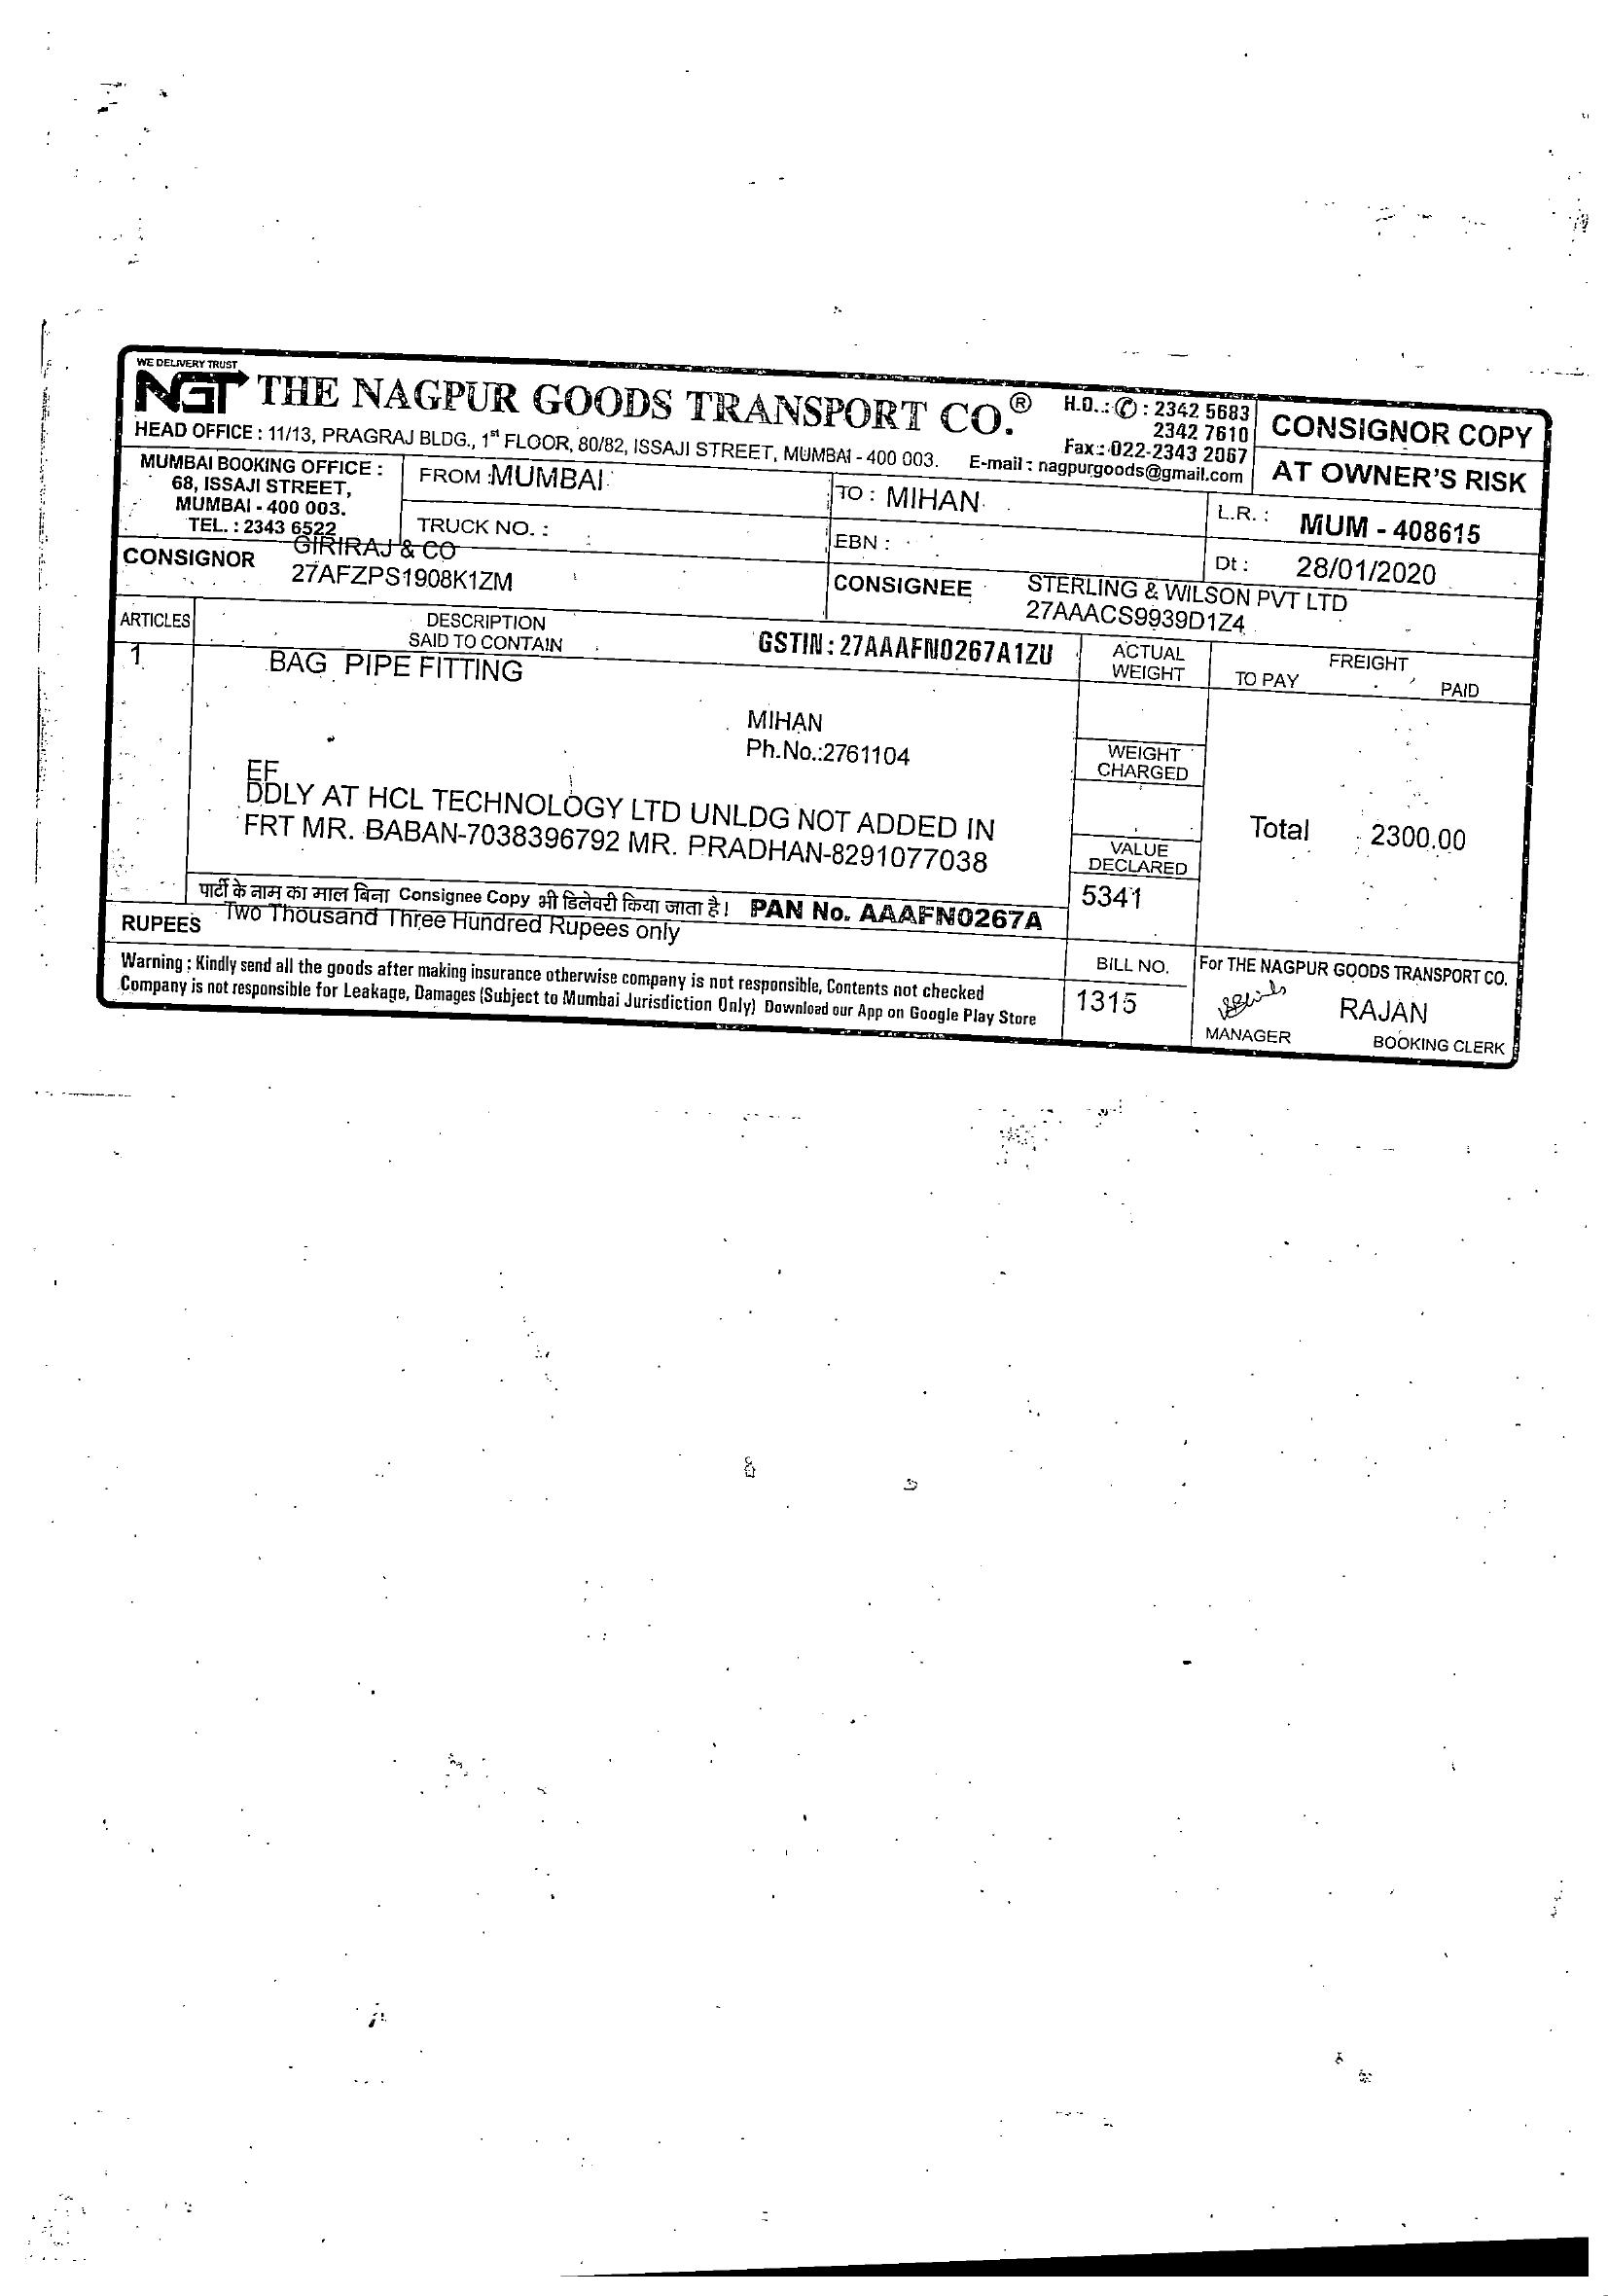 WE DELIVERY TRUST
NGT THE NAGPUR GOODS TRANSPORT CO.®
H.O..: ✆ : 2342 5683
2342 7610
Fax : 022-2343 2067
HEAD OFFICE : 11/13, PRAGRAJ BLDG., 1st FLOOR, 80/82, ISSAJI STREET, MUMBAI - 400 003. E-mail : nagpurgoods@gmail.com
CONSIGNOR COPY
AT OWNER'S RISK
MUMBAI BOOKING OFFICE :
68, ISSAJI STREET,
MUMBAI - 400 003.
TEL. : 2343 6522
FROM : MUMBAI
TO : MIHAN
L.R. : MUM - 408615
TRUCK NO. :
EBN :
Dt : 28/01/2020
CONSIGNOR GIRIRAJ & CO
27AFZPS1908K1ZM
CONSIGNEE STERLING & WILSON PVT LTD
27AAACS9939D1Z4
ARTICLES
DESCRIPTION
SAID TO CONTAIN
GSTIN : 27AAAFN0267A1ZU
ACTUAL
WEIGHT
FREIGHT
TO PAY
PAID
1 BAG PIPE FITTING
MIHAN
Ph.No.:2761104
WEIGHT
CHARGED
EF
DDLY AT HCL TECHNOLOGY LTD UNLDG NOT ADDED IN
FRT MR. BABAN-7038396792 MR. PRADHAN-8291077038
Total 2300.00
VALUE
DECLARED
5341
पार्टी के नाम का माल बिना Consignee Copy भी डिलेवरी किया जाता है। PAN No. AAAFN0267A
RUPEES Two Thousand Three Hundred Rupees only
Warning : Kindly send all the goods after making insurance otherwise company is not responsible, Contents not checked
Company is not responsible for Leakage, Damages (Subject to Mumbai Jurisdiction Only) Download our App on Google Play Store
BILL NO.
1315
For THE NAGPUR GOODS TRANSPORT CO.
RAJAN
MANAGER
BOOKING CLERK